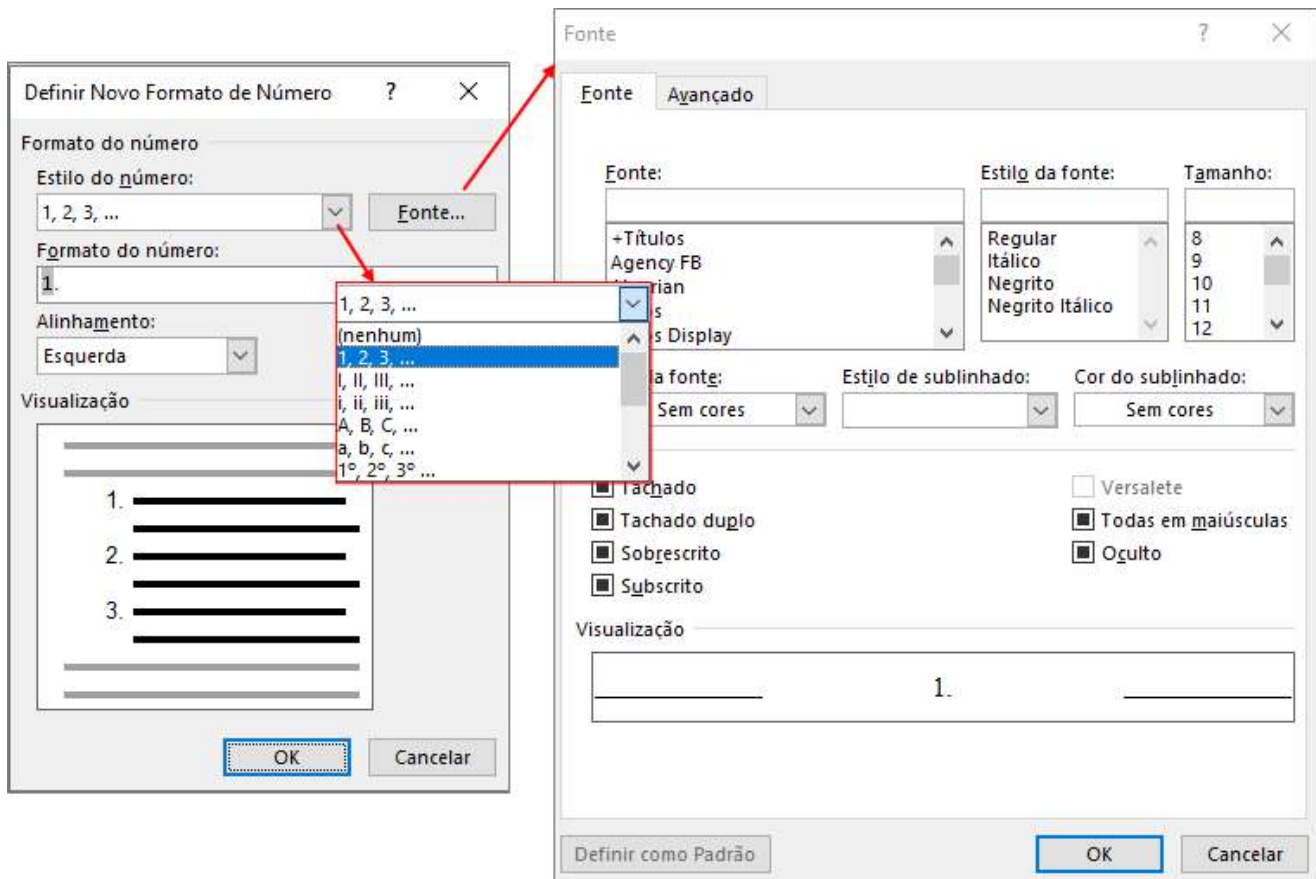 Definir Novo Formato de Número ? ×
Formato do número
Estilo do número:
1, 2, 3, ...
Fonte...
Formato do número:
1.
Alinhamento:
Esquerda
Visualização
1.
2.
3.
OK Cancelar
1, 2, 3, ...
(nenhum)
1, 2, 3, ...
I, II, III, ...
i, ii, iii, ...
A, B, C, ...
a, b, c, ...
1º, 2º, 3º ...
Fonte ? ×
Fonte Avançado
Fonte: Estilo da fonte: Tamanho:
+Títulos Regular 8
Agency FB Itálico 9
Negrito 10
Negrito Itálico 11
Display 12
fonte: Estilo de sublinhado: Cor do sublinhado:
Sem cores Sem cores
Tachado Versalete
Tachado duplo Todas em maiúsculas
Sobrescrito Oculto
Subscrito
Visualização
1.
Definir como Padrão OK Cancelar